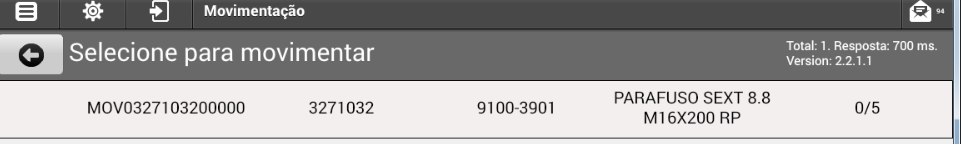 Movimentação
94
Selecione para movimentar
Total: 1. Resposta: 700 ms.
Version: 2.2.1.1
MOV0327103200000 3271032 9100-3901 PARAFUSO SEXT 8.8 0/5
M16X200 RP